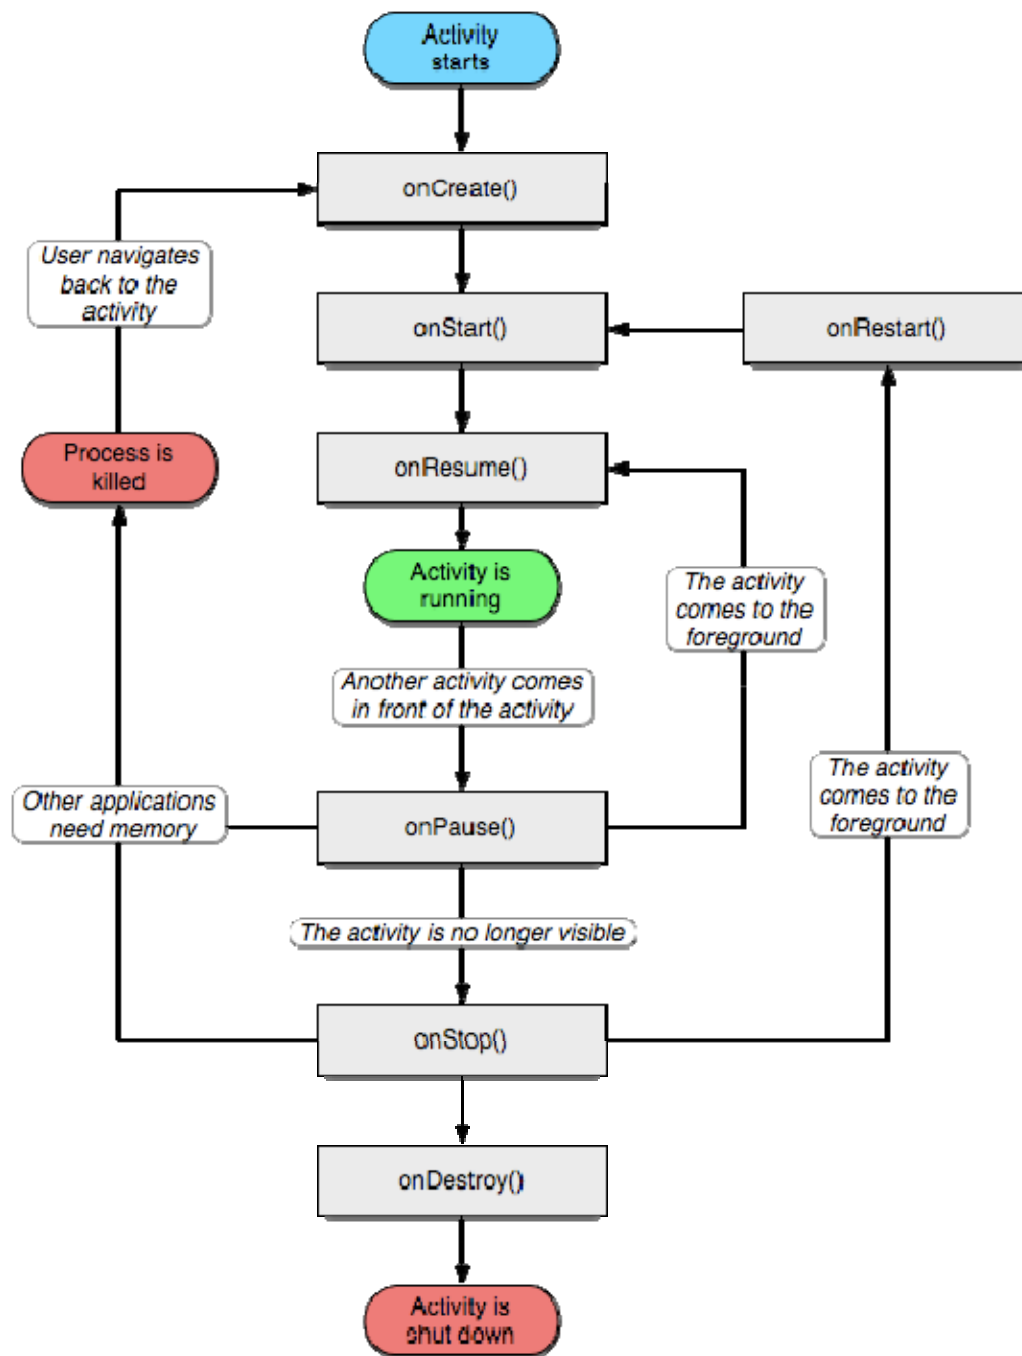 Activity
starts
onCreate()
User navigates
back to the
activity
onStart()
onRestart()
Process is
killed
onResume()
Activity is
running
The activity
comes to the
foreground
Another activity comes
in front of the activity
The activity
comes to the
foreground
Other applications
need memory
onPause()
The activity is no longer visible
onStop()
onDestroy()
Activity is
shut down